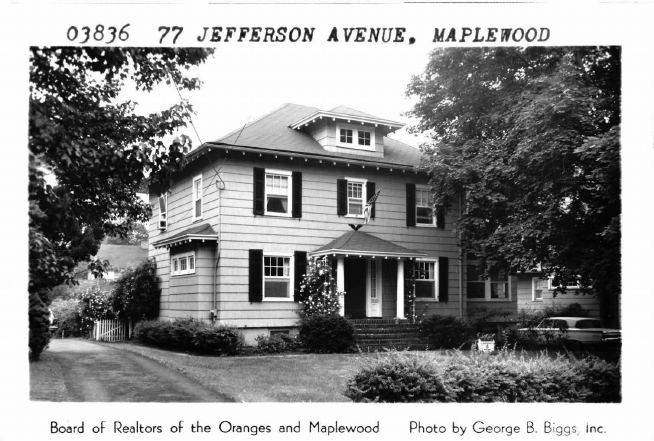 03836 77 JEFFERSON AVENUE, MAPLEWOOD
Board of Realtors of the Oranges and Maplewood Photo by George B. Biggs, Inc.